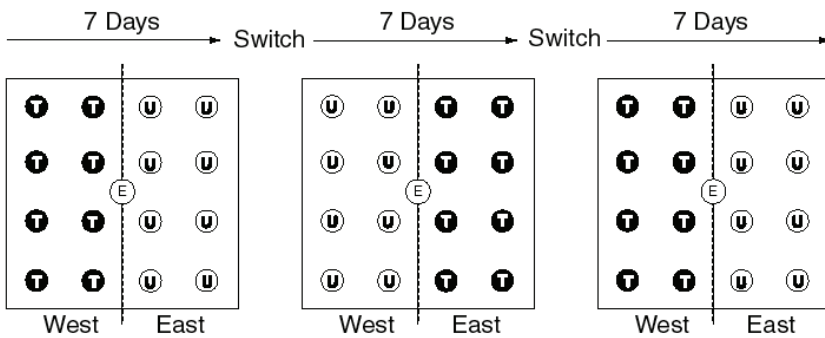 7 Days Switch 7 Days Switch 7 Days
T T U U U U T T T T U U
T T U U U U T T T T U U
E E E
T T U U U U T T T T U U
T T U U U U T T T T U U
West East West East West East